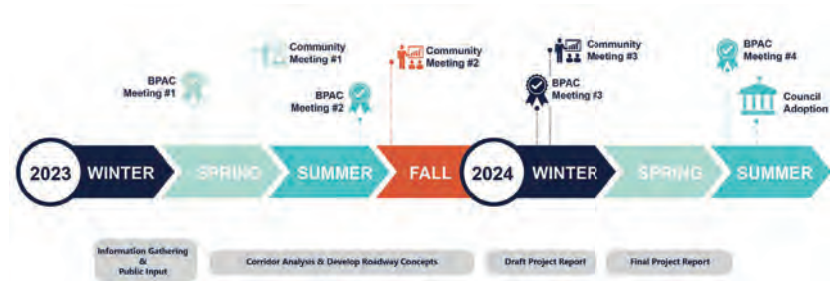 Community
Meeting #1
Community
Meeting #2
Community
Meeting #3
BPAC
Meeting #4
BPAC
Meeting #1
BPAC
Meeting #2
BPAC
Meeting #3
Council
Adoption
2023 WINTER SPRING SUMMER FALL 2024 WINTER SPRING SUMMER
Information Gathering
&
Public Input
Corridor Analysis & Develop Roadway Concepts
Draft Project Report
Final Project Report